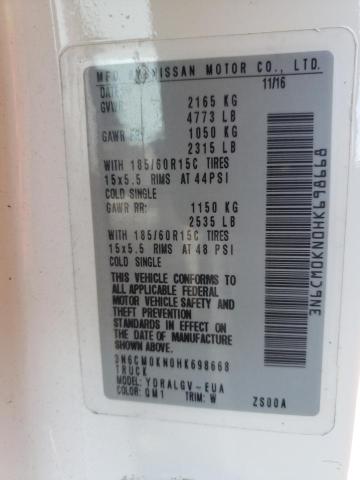 MFD BY NISSAN MOTOR CO., LTD.
DATE: 11/16
GVWR: 2165 KG
4773 LB
GAWR FR: 1050 KG
2315 LB
WITH 185/60R15C TIRES
15x5.5 RIMS AT 44PSI
COLD SINGLE
GAWR RR: 1150 KG
2535 LB
WITH 185/60R15C TIRES
15x5.5 RIMS AT 48 PSI
COLD SINGLE
THIS VEHICLE CONFORMS TO
ALL APPLICABLE FEDERAL
MOTOR VEHICLE SAFETY AND
THEFT PREVENTION
STANDARDS IN EFFECT ON
THE DATE OF MANUFACTURE
SHOWN ABOVE.
3N6CM0KN0HK698668
TRUCK
MODEL: YDRALGV-EUA
COLOR: QM1 TRIM: W ZS00A
3N6CM0KN0HK698668